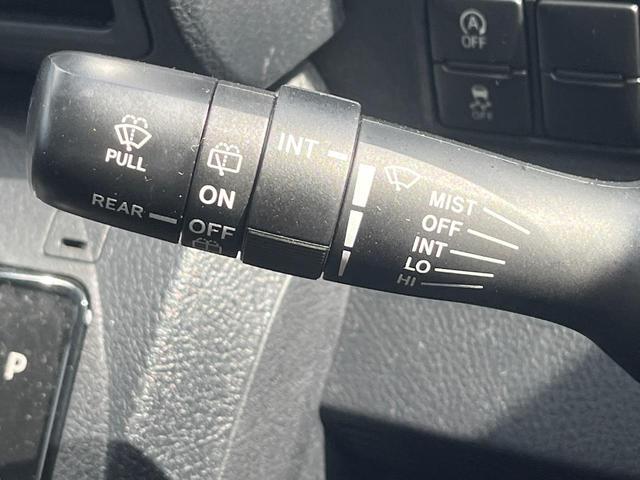 OFF
OFF
PULL
REAR
ON
OFF
INT
MIST
OFF
INT
LO
HI
P